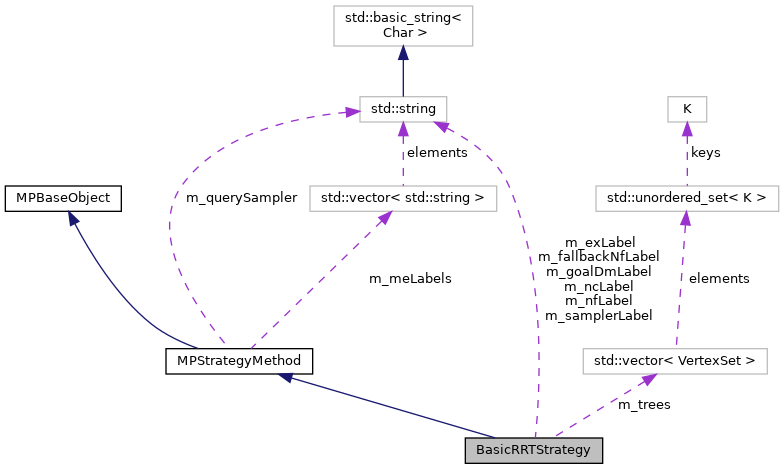 std::basic_string<
Char >
std::string
K
elements
keys
MPBaseObject
m_querySampler
std::vector< std::string >
std::unordered_set< K >
m_exLabel
m_fallbackNfLabel
m_goalDmLabel
m_ncLabel
m_nfLabel
m_samplerLabel
m_meLabels
elements
MPStrategyMethod
std::vector< VertexSet >
m_trees
BasicRRTStrategy